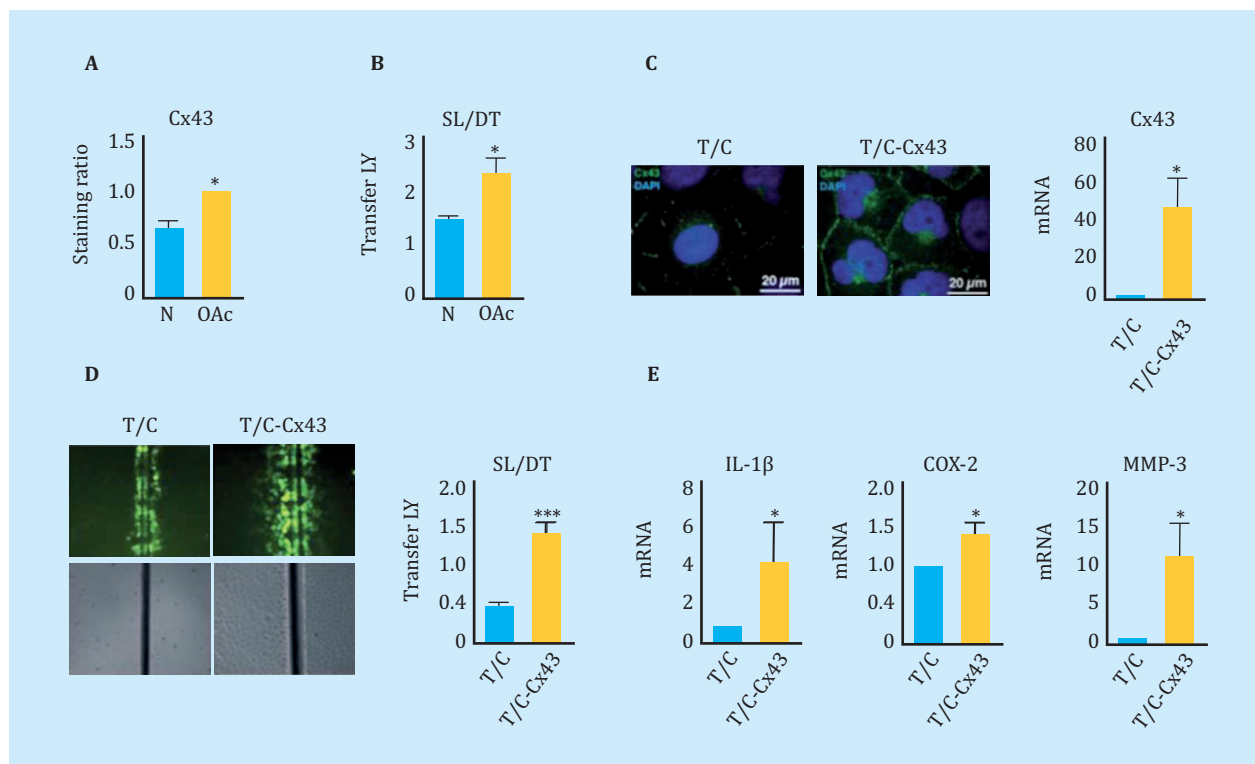 A
Cx43
Staining ratio
1.5
1.0
0.5
0
*
N OAc
B
SL/DT
Transfer LY
3
2
1
0
*
N OAc
C
T/C
Cx43
DAPI
20 µm
T/C-Cx43
Cx43
DAPI
20 µm
Cx43
mRNA
80
60
40
20
0
*
T/C
T/C-Cx43
D
T/C
T/C-Cx43
SL/DT
Transfer LY
2.0
1.5
1.0
0.4
0
***
T/C
T/C-Cx43
E
IL-1β
mRNA
8
6
4
2
0
*
T/C
T/C-Cx43
COX-2
mRNA
2.0
1.5
1.0
0.4
0
*
T/C
T/C-Cx43
MMP-3
mRNA
20
15
10
5
0
*
T/C
T/C-Cx43